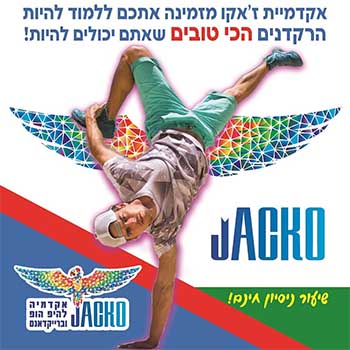 אקדמיית ז'אקו מזמינה אתכם ללמוד להיות
הרקדנים הכי טובים שאתם יכולים להיות!
JACKO
שיעור ניסיון חינם!
אקדמיה
להיפ הופ
וברייקדאנס
JACKO